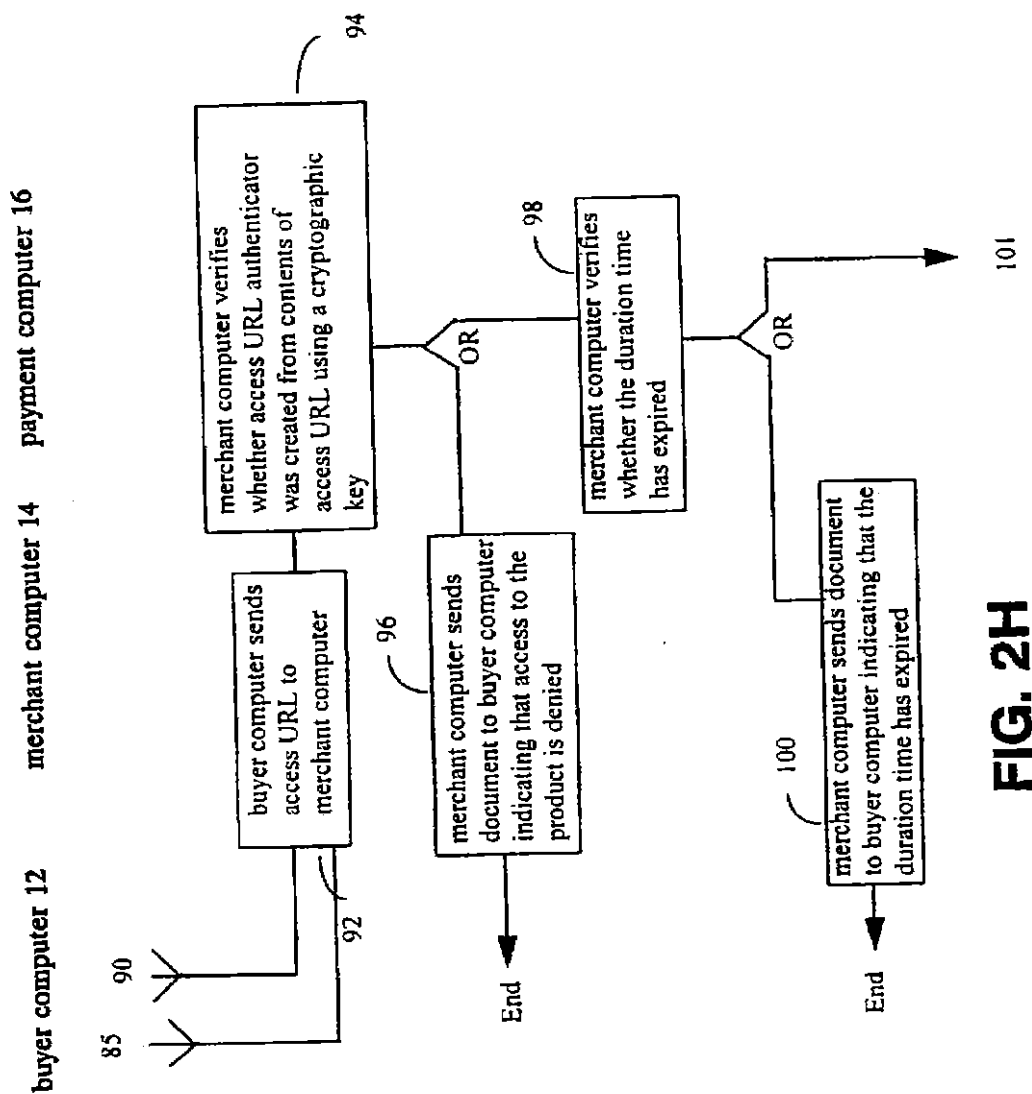 buyer computer 12
merchant computer 14
payment computer 16
85
90
92
buyer computer sends
access URL to
merchant computer
94
merchant computer verifies
whether access URL authenticator
was created from contents of
access URL using a cryptographic
key
OR
96
merchant computer sends
document to buyer computer
indicating that access to the
product is denied
End
98
merchant computer verifies
whether the duration time
has expired
OR
100
merchant computer sends document
to buyer computer indicating that the
duration time has expired
End
101
FIG. 2H